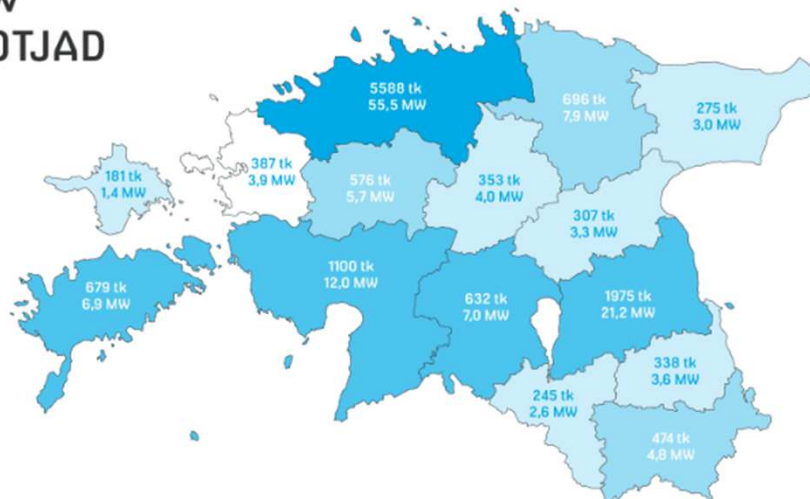 OTJAD
5588 tk
55,5 MW
696 tk
7,9 MW
275 tk
3,0 MW
387 tk
3,9 MW
181 tk
1,4 MW
576 tk
5,7 MW
353 tk
4,0 MW
307 tk
3,3 MW
679 tk
6,9 MW
1100 tk
12,0 MW
632 tk
7,0 MW
1975 tk
21,2 MW
338 tk
3,6 MW
245 tk
2,6 MW
474 tk
4,8 MW